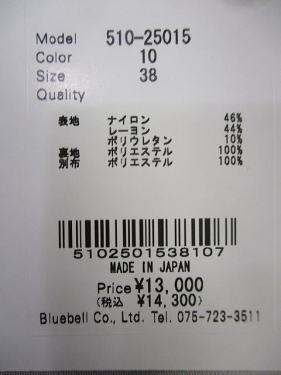 Model 510-25015
Color 10
Size 38
Quality
表地 ナイロン 46%
レーヨン 44%
ポリウレタン 10%
裏地 ポリエステル 100%
別布 ポリエステル 100%
5102501538107
MADE IN JAPAN
Price ¥13,000
(税込 ¥14,300)
Bluebell Co., Ltd. Tel. 075-723-3511